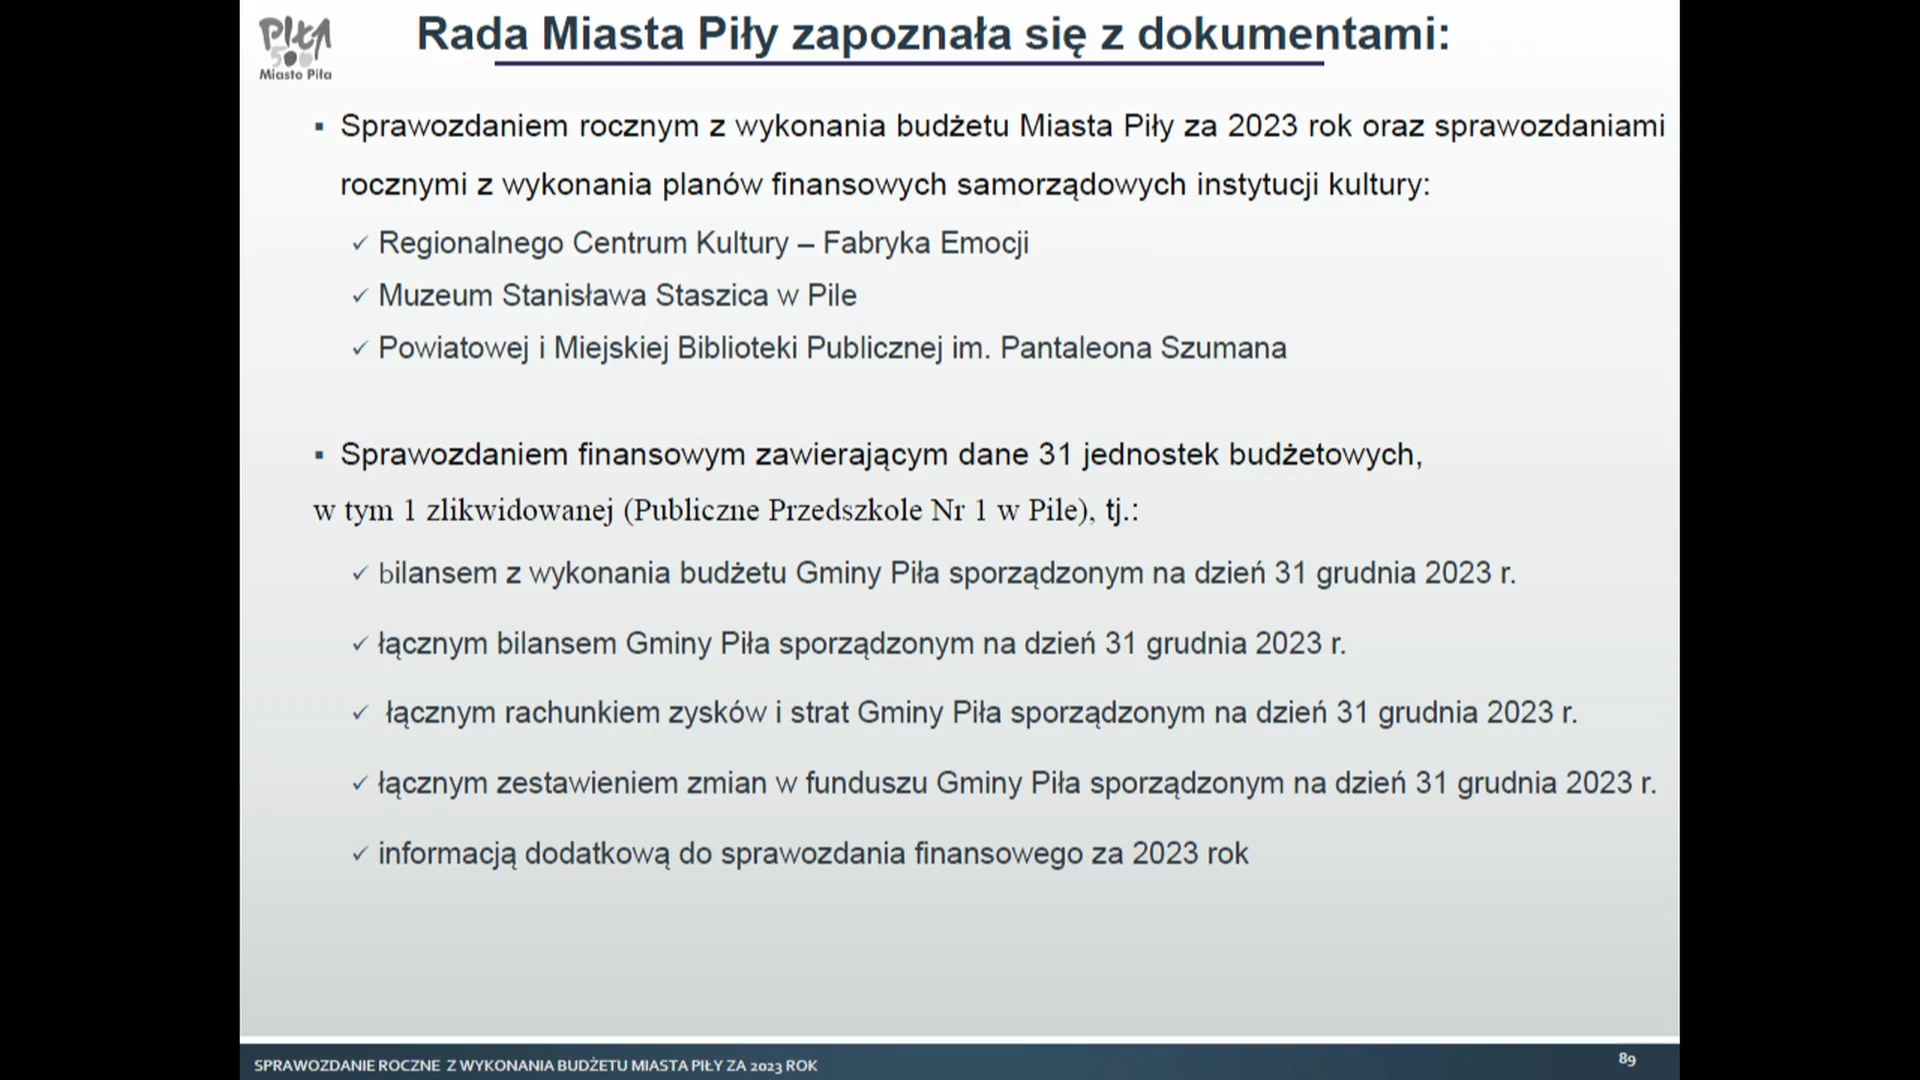 PIŁA
500
Miasto Piła
Rada Miasta Piły zapoznała się z dokumentami:
▪ Sprawozdaniem rocznym z wykonania budżetu Miasta Piły za 2023 rok oraz sprawozdaniami
rocznymi z wykonania planów finansowych samorządowych instytucji kultury:
✓ Regionalnego Centrum Kultury – Fabryka Emocji
✓ Muzeum Stanisława Staszica w Pile
✓ Powiatowej i Miejskiej Biblioteki Publicznej im. Pantaleona Szumana
▪ Sprawozdaniem finansowym zawierającym dane 31 jednostek budżetowych,
w tym 1 zlikwidowanej (Publiczne Przedszkole Nr 1 w Pile), tj.:
✓ bilansem z wykonania budżetu Gminy Piła sporządzonym na dzień 31 grudnia 2023 r.
✓ łącznym bilansem Gminy Piła sporządzonym na dzień 31 grudnia 2023 r.
✓ łącznym rachunkiem zysków i strat Gminy Piła sporządzonym na dzień 31 grudnia 2023 r.
✓ łącznym zestawieniem zmian w funduszu Gminy Piła sporządzonym na dzień 31 grudnia 2023 r.
✓ informacją dodatkową do sprawozdania finansowego za 2023 rok
SPRAWOZDANIE ROCZNE Z WYKONANIA BUDŻETU MIASTA PIŁY ZA 2023 ROK
89